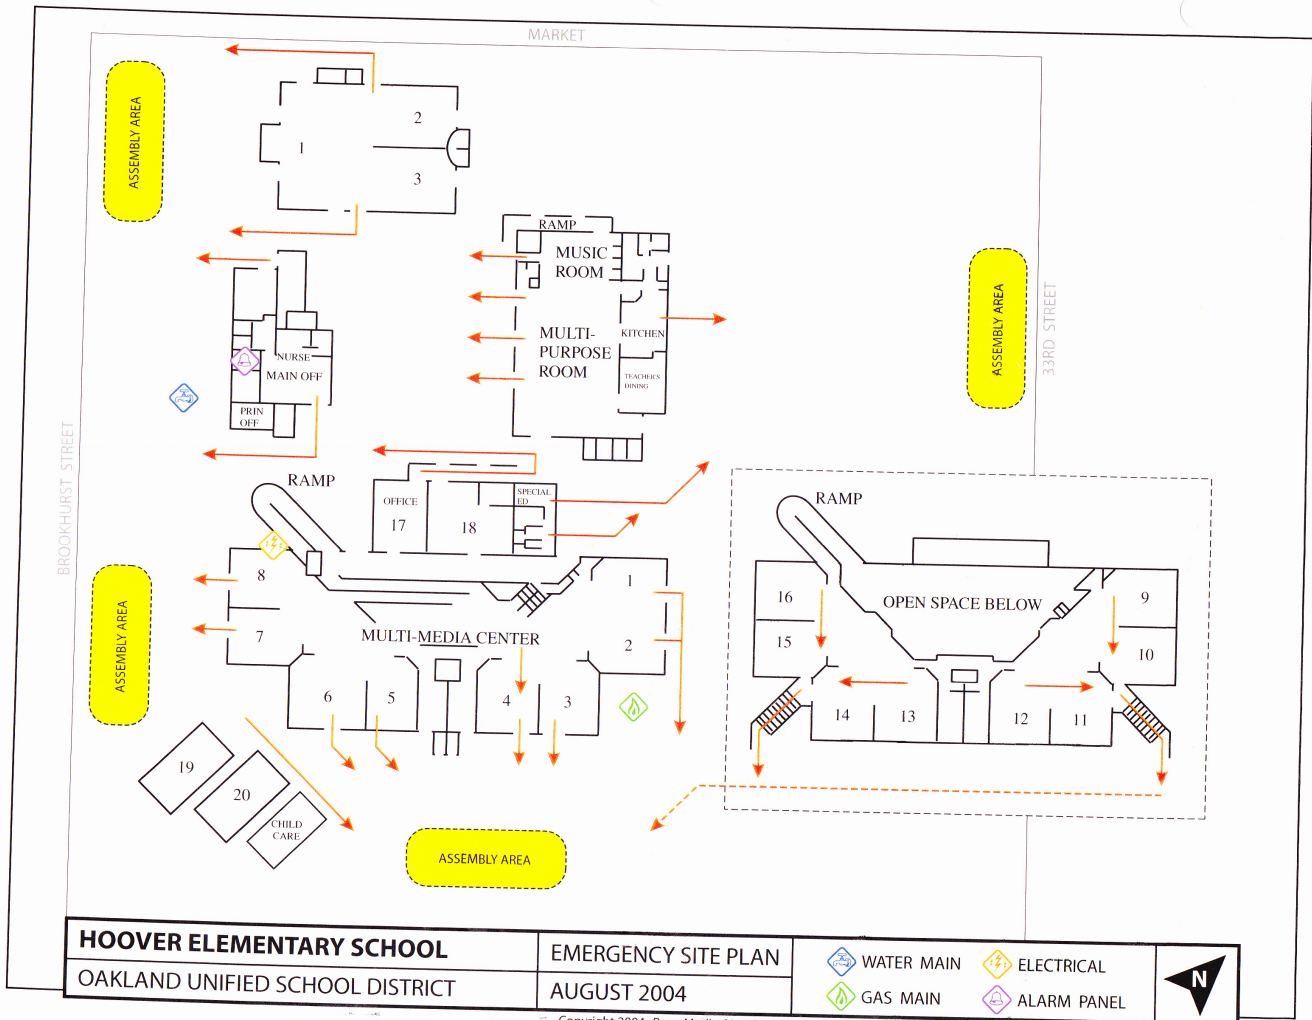 MARKET
ASSEMBLY AREA
2
1
3
RAMP
MUSIC
ROOM
MULTI-
PURPOSE
ROOM
KITCHEN
TEACHER'S
DINING
ASSEMBLY AREA
33RD STREET
NURSE
MAIN OFF
PRIN
OFF
BROOKHURST STREET
RAMP
OFFICE
17
18
SPECIAL
ED
RAMP
8
7
1
2
MULTI-MEDIA CENTER
6
5
4
3
ASSEMBLY AREA
16
15
OPEN SPACE BELOW
9
10
14
13
12
11
19
20
CHILD
CARE
ASSEMBLY AREA
HOOVER ELEMENTARY SCHOOL
OAKLAND UNIFIED SCHOOL DISTRICT
EMERGENCY SITE PLAN
AUGUST 2004
WATER MAIN
ELECTRICAL
GAS MAIN
ALARM PANEL
N